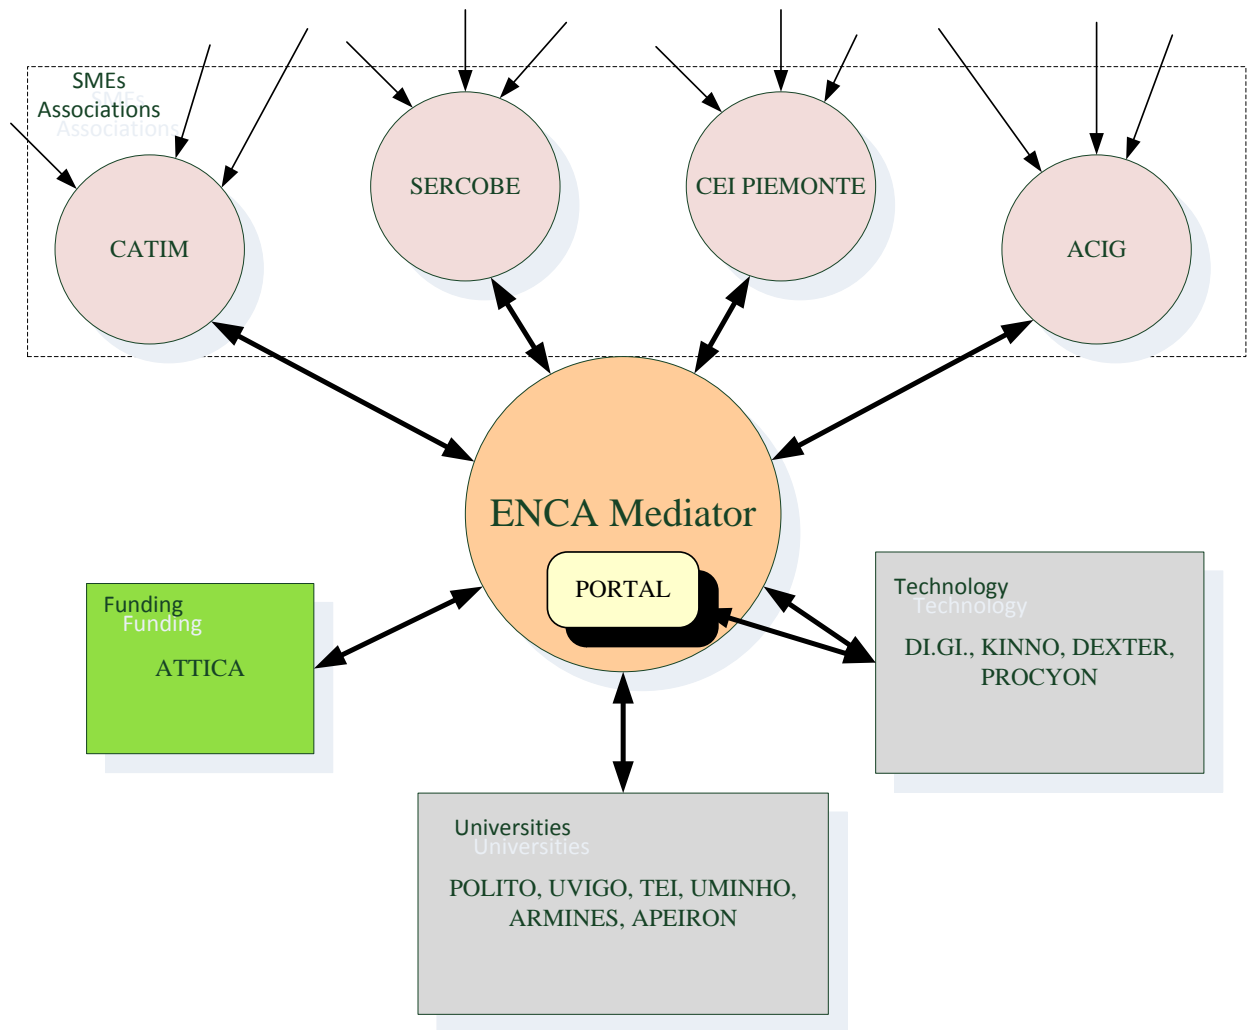 SMEs
Associations
SERCOBE
CEI PIEMONTE
CATIM
ACIG
ENCA Mediator
PORTAL
Funding
ATTICA
Technology
DI.GI., KINNO, DEXTER,
PROCYON
Universities
POLITO, UVIGO, TEI, UMINHO,
ARMINES, APEIRON